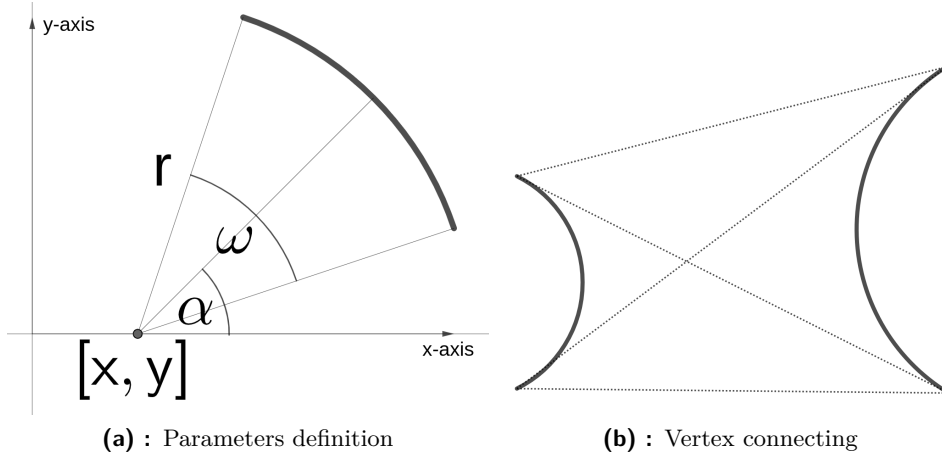 y-axis
r
ω
α
x-axis
[x, y]
(a) : Parameters definition
(b) : Vertex connecting